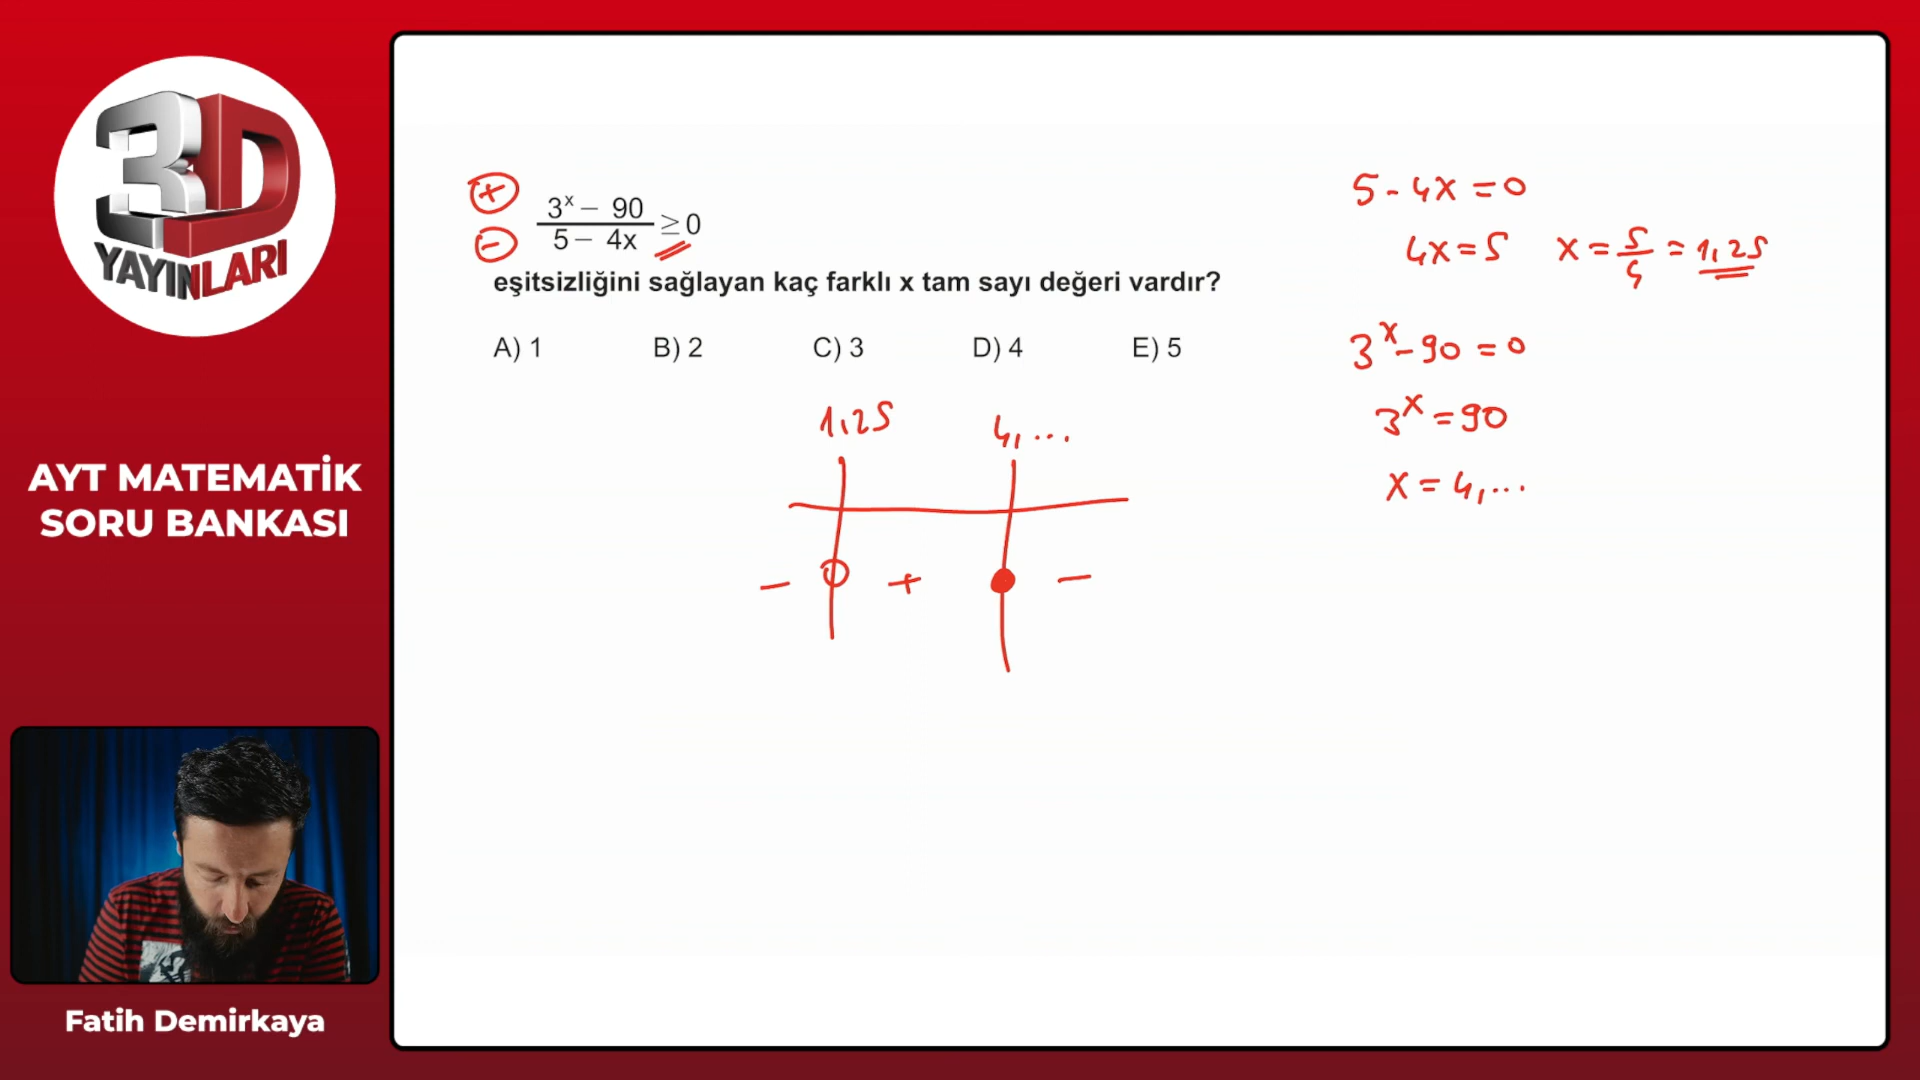 3D
YAYINLARI
AYT MATEMATİK
SORU BANKASI
Fatih Demirkaya
+
−
3ˣ − 90
5 − 4x
≥ 0
eşitsizliğini sağlayan kaç farklı x tam sayı değeri vardır?
A) 1 B) 2 C) 3 D) 4 E) 5
1,25 4,...
− + −
5 - 4x = 0
4x = 5 x = 5/4 = 1,25
3ˣ - 90 = 0
3ˣ = 90
x = 4,...